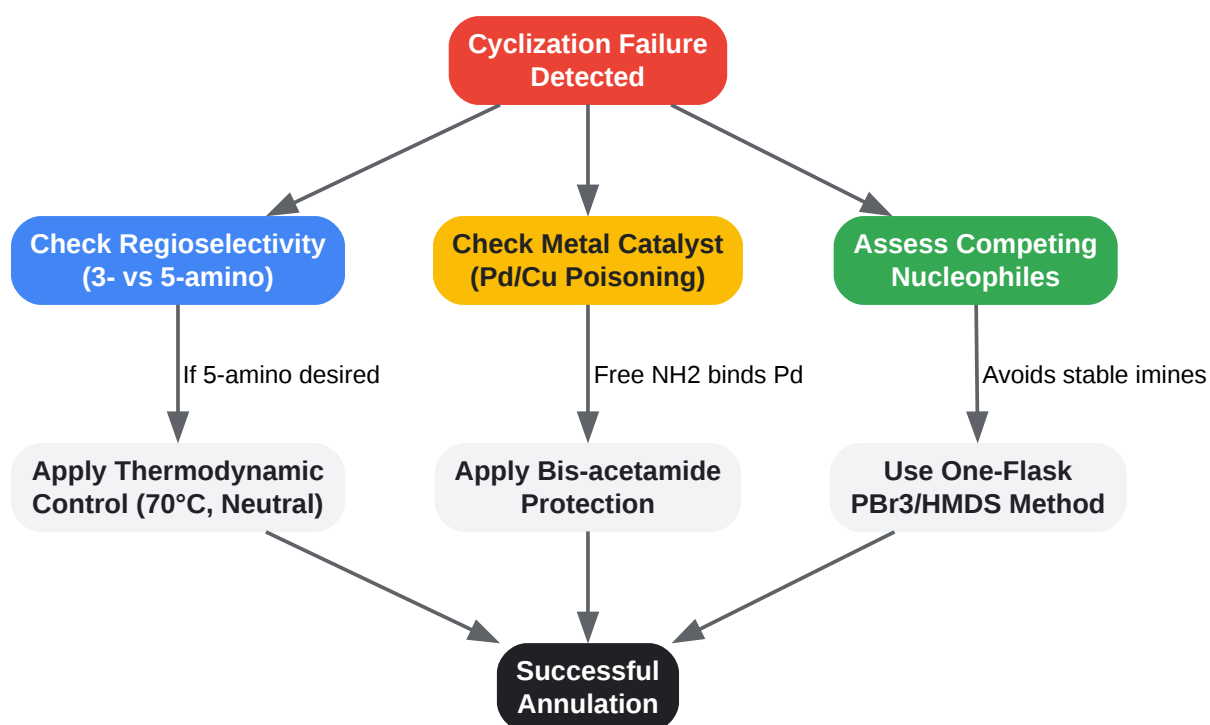 Cyclization Failure
Detected
Check Regioselectivity
(3- vs 5-amino)
Check Metal Catalyst
(Pd/Cu Poisoning)
Assess Competing
Nucleophiles
If 5-amino desired
Free NH2 binds Pd
Avoids stable imines
Apply Thermodynamic
Control (70°C, Neutral)
Apply Bis-acetamide
Protection
Use One-Flask
PBr3/HMDS Method
Successful
Annulation